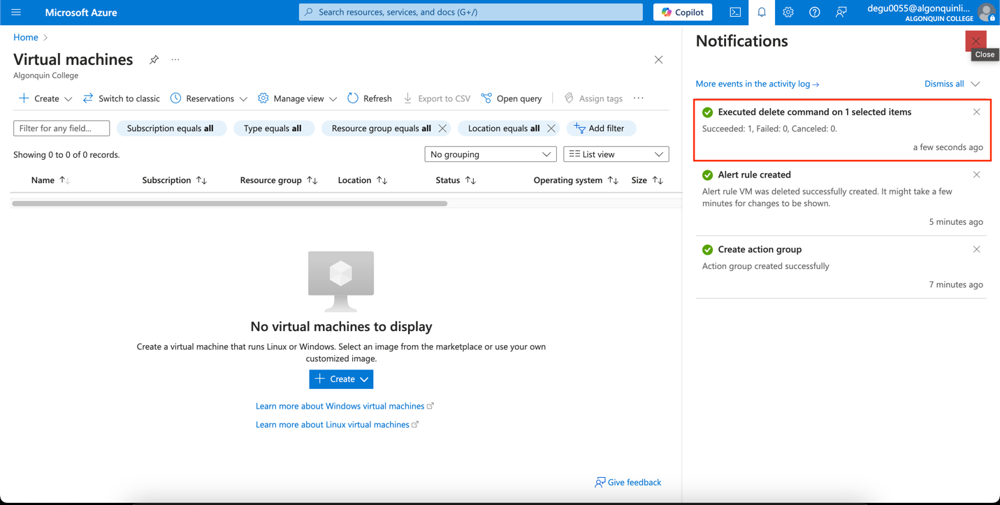 Microsoft Azure
Search resources, services, and docs (G+/)
Copilot
degu0055@algonquinli...
ALGONQUIN COLLEGE
Home
Virtual machines
...
Algonquin College
Create
Switch to classic
Reservations
Manage view
Refresh
Export to CSV
Open query
Assign tags
...
Filter for any field...
Subscription equals all
Type equals all
Resource group equals all
Location equals all
Add filter
Showing 0 to 0 of 0 records.
No grouping
List view
Name
Subscription
Resource group
Location
Status
Operating system
Size
No virtual machines to display
Create a virtual machine that runs Linux or Windows. Select an image from the marketplace or use your own
customized image.
Create
Learn more about Windows virtual machines
Learn more about Linux virtual machines
Give feedback
Notifications
Close
More events in the activity log →
Dismiss all
Executed delete command on 1 selected items
Succeeded: 1, Failed: 0, Canceled: 0.
a few seconds ago
Alert rule created
Alert rule VM was deleted successfully created. It might take a few
minutes for changes to be shown.
5 minutes ago
Create action group
Action group created successfully
7 minutes ago